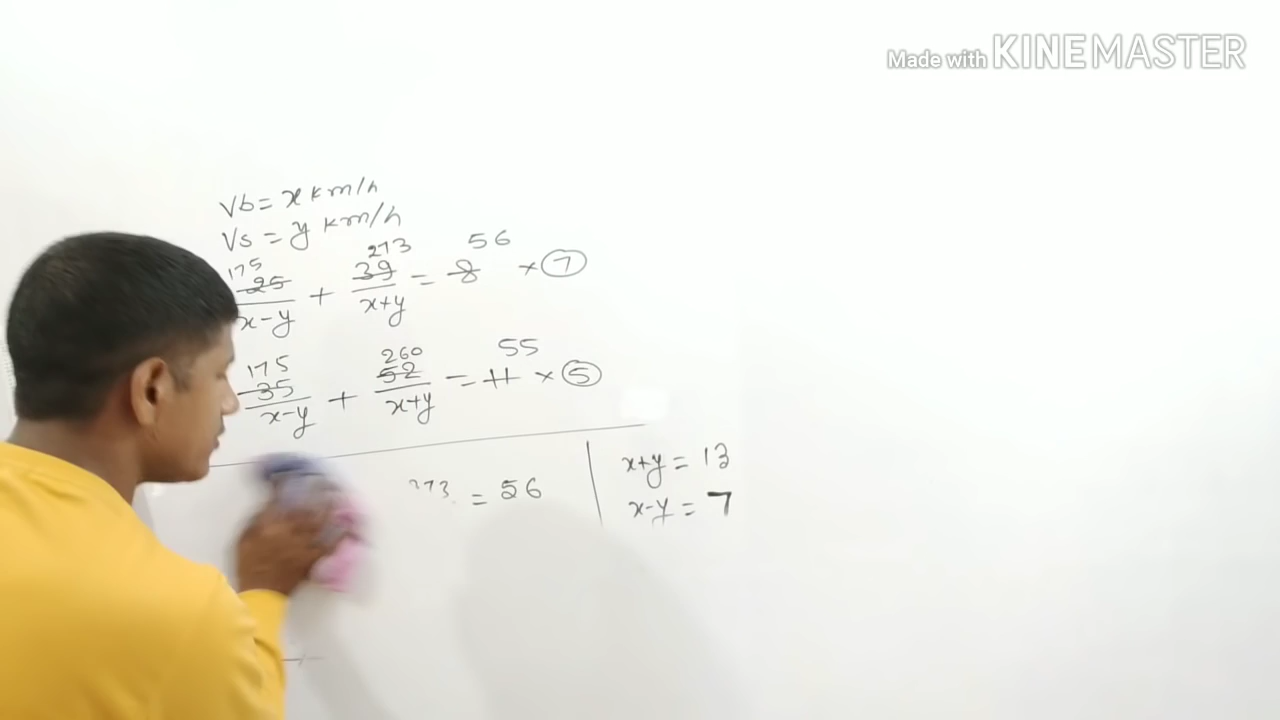 Made with KINEMASTER
Vb = x km/h
Vs = y km/h
175 273 56
25/x-y + 39/x+y = 8 × 7
175 260 55
35/x-y + 52/x+y = 11 × 5
273 = 56
x+y = 13
x-y = 7